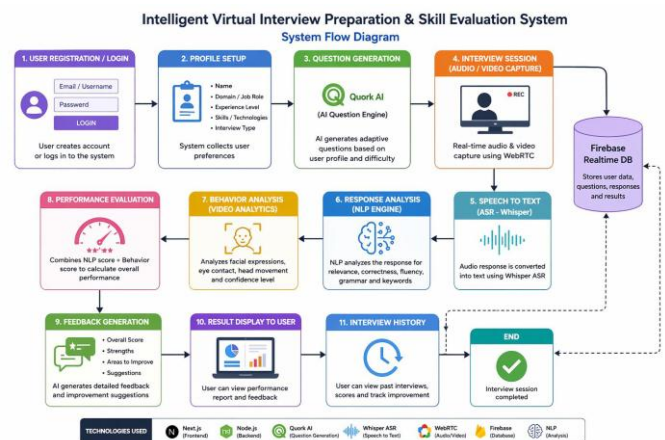 Intelligent Virtual Interview Preparation & Skill Evaluation System
System Flow Diagram
1. USER REGISTRATION / LOGIN
Email / Username
Password
LOGIN
User creates account
or logs in to the system
2. PROFILE SETUP
• Name
• Domain / Job Role
• Experience Level
• Skills / Technologies
• Interview Type
System collects user
preferences
3. QUESTION GENERATION
Quork AI
(AI Question Engine)
AI generates adaptive
questions based on
user profile and difficulty
4. INTERVIEW SESSION
(AUDIO / VIDEO CAPTURE)
REC
Real-time audio & video
capture using WebRTC
Firebase
Realtime DB
Stores user data,
questions, responses
and results
5. SPEECH TO TEXT
(ASR - Whisper)
Audio response is converted
into text using Whisper ASR
6. RESPONSE ANALYSIS
(NLP ENGINE)
NLP analyzes the response for
relevance, correctness, fluency,
grammar and keywords
7. BEHAVIOR ANALYSIS
(VIDEO ANALYTICS)
Analyzes facial expressions,
eye contact, head movement
and confidence level
8. PERFORMANCE EVALUATION
Combines NLP score + Behavior
score to calculate overall
performance
9. FEEDBACK GENERATION
• Overall Score
• Strengths
• Areas to Improve
• Suggestions
AI generates detailed feedback
and improvement suggestions
10. RESULT DISPLAY TO USER
User can view performance
report and feedback
11. INTERVIEW HISTORY
User can view past interviews,
scores and track improvement
END
Interview session
completed
TECHNOLOGIES USED
N
Next.js
(Frontend)
Node.js
(Backend)
Quork AI
(Question Generation)
Whisper ASR
(Speech to Text)
WebRTC
(Audio/Video)
Firebase
(Database)
NLP
(Analysis)